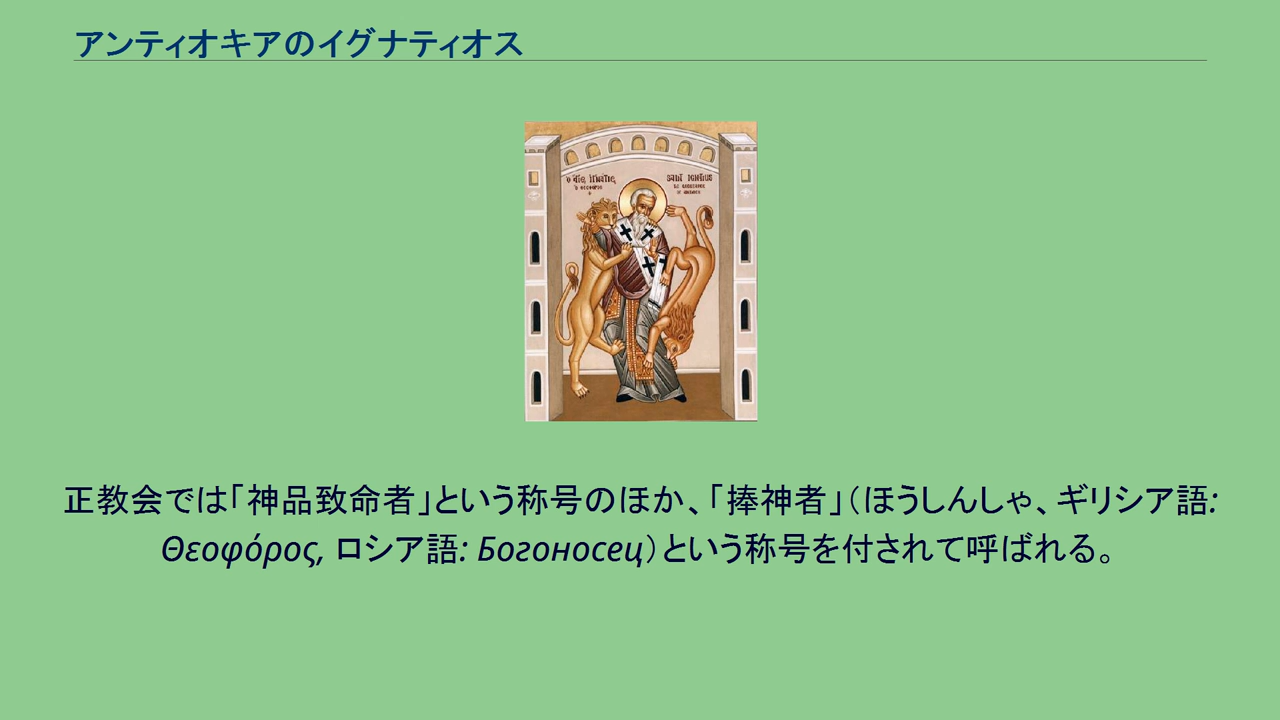 アンティオキアのイグナティオス
SAINT IGNATIUS
正教会では「神品致命者」という称号のほか、「捧神者」（ほうしんしゃ、ギリシア語:
Θεοφόρος, ロシア語: Богоносец）という称号を付されて呼ばれる。